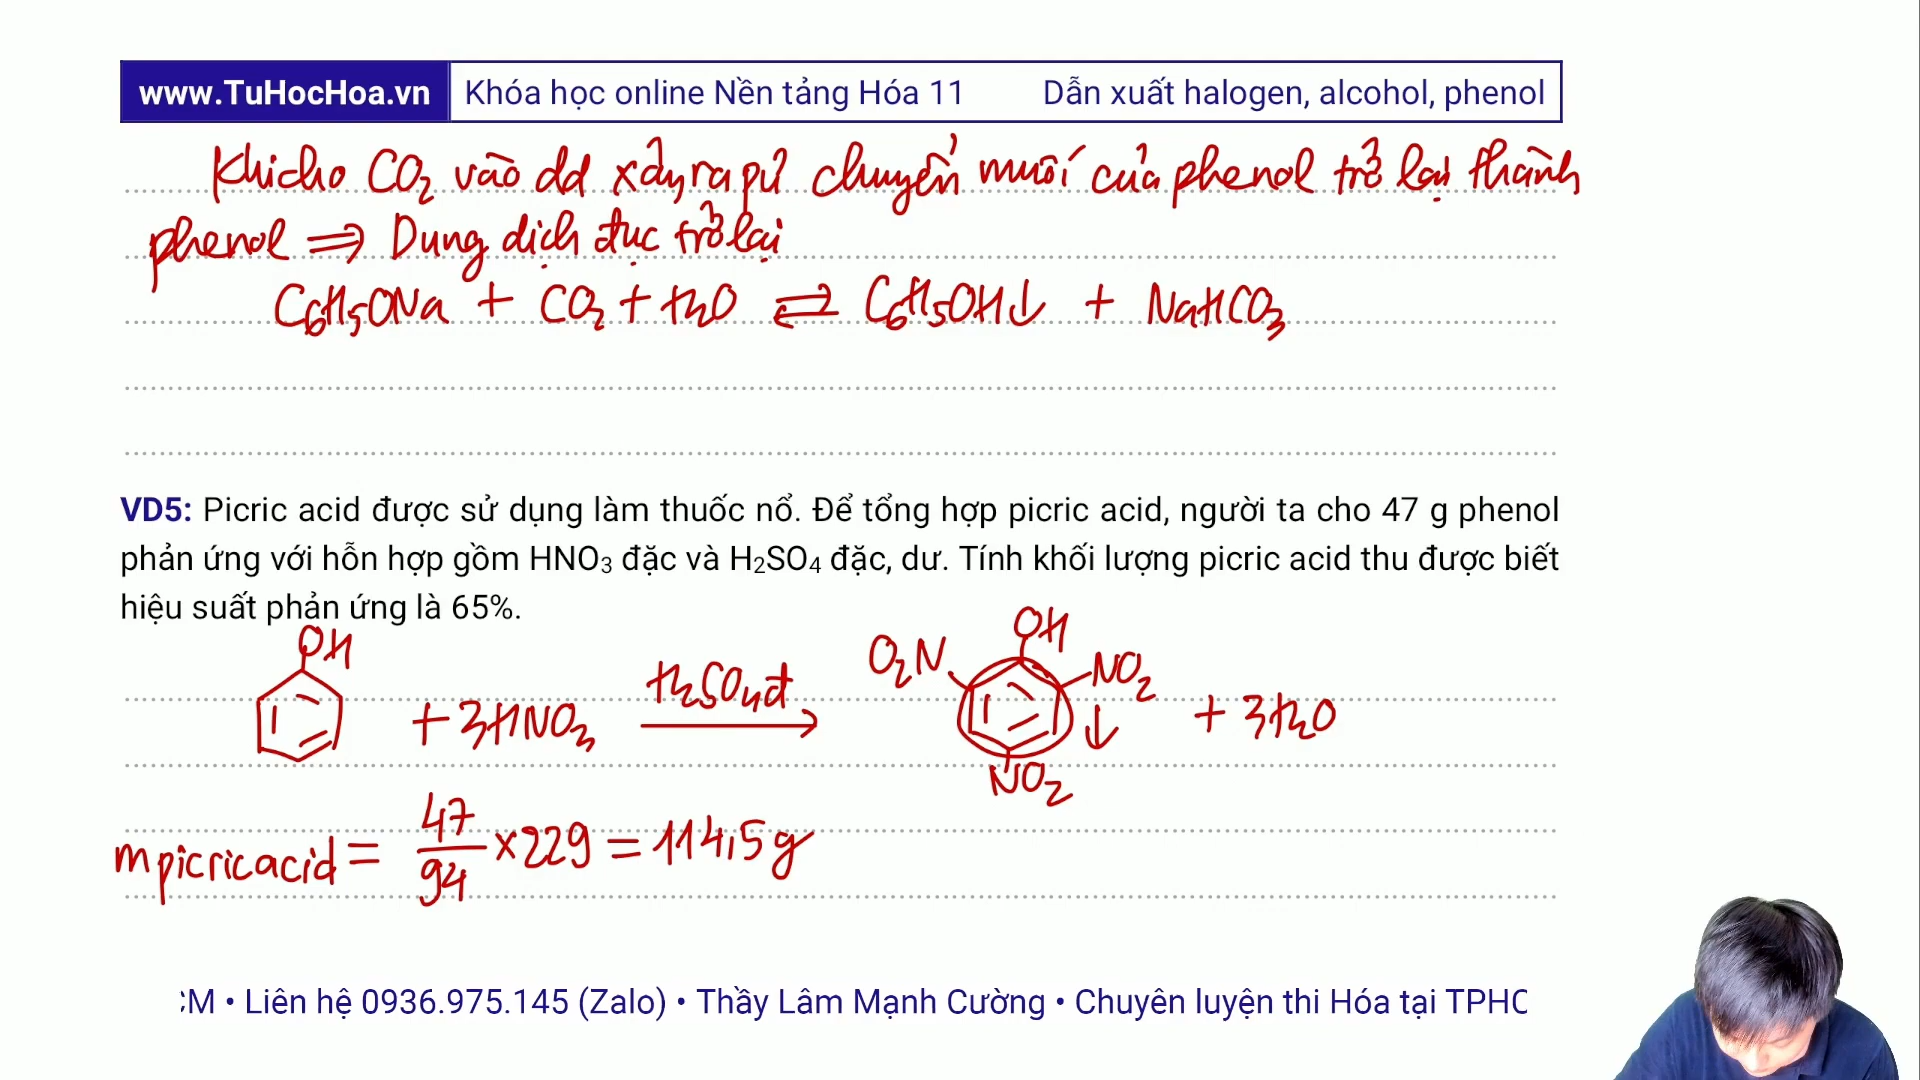 www.TuHocHoa.vn Khóa học online Nền tảng Hóa 11 Dẫn xuất halogen, alcohol, phenol
Khi cho CO2 vào dd xảy ra pứ chuyển muối của phenol trở lại thành
phenol ⇒ Dung dịch đục trở lại
C6H5ONa + CO2 + H2O ⇌ C6H5OH↓ + NaHCO3
VD5: Picric acid được sử dụng làm thuốc nổ. Để tổng hợp picric acid, người ta cho 47 g phenol
phản ứng với hỗn hợp gồm HNO3 đặc và H2SO4 đặc, dư. Tính khối lượng picric acid thu được biết
hiệu suất phản ứng là 65%.
OH + 3HNO3 H2SO4đ → O2N OH NO2 NO2 ↓ + 3H2O
mpicric acid = 47/94 × 229 = 114,5g
CM • Liên hệ 0936.975.145 (Zalo) • Thầy Lâm Mạnh Cường • Chuyên luyện thi Hóa tại TPHC